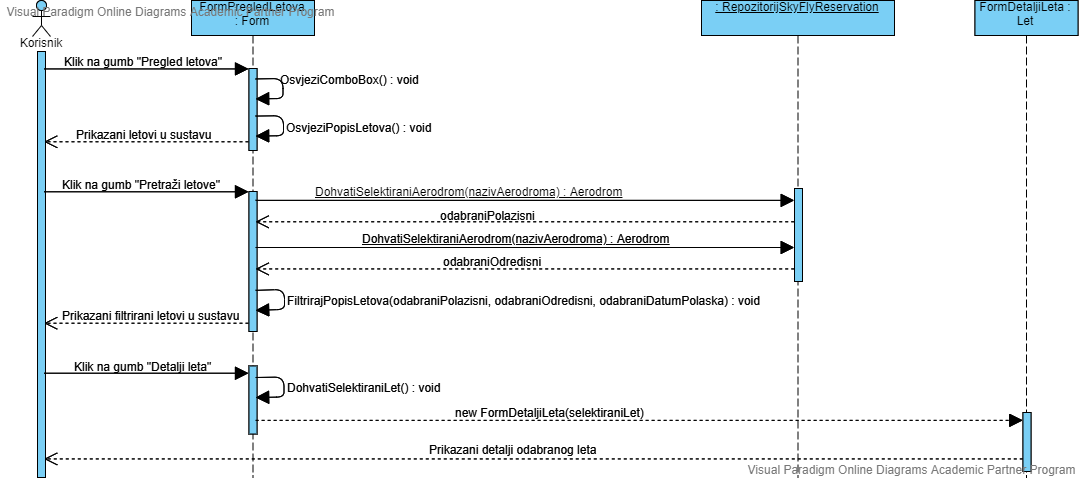 Visual Paradigm Online Diagrams Academic Partner Program
Korisnik
FormPregledLetova
: Form
: RepozitorijSkyFlyReservation
FormDetaljiLeta :
Let
Klik na gumb "Pregled letova"
OsvjeziComboBox() : void
OsvjeziPopisLetova() : void
Prikazani letovi u sustavu
Klik na gumb "Pretraži letove"
DohvatiSelektiraniAerodrom(nazivAerodroma) : Aerodrom
odabraniPolazisni
DohvatiSelektiraniAerodrom(nazivAerodroma) : Aerodrom
odabraniOdredisni
FiltrirajPopisLetova(odabraniPolazisni, odabraniOdredisni, odabraniDatumPolaska) : void
Prikazani filtrirani letovi u sustavu
Klik na gumb "Detalji leta"
DohvatiSelektiraniLet() : void
new FormDetaljiLeta(selektiraniLet)
Prikazani detalji odabranog leta
Visual Paradigm Online Diagrams Academic Partner Program